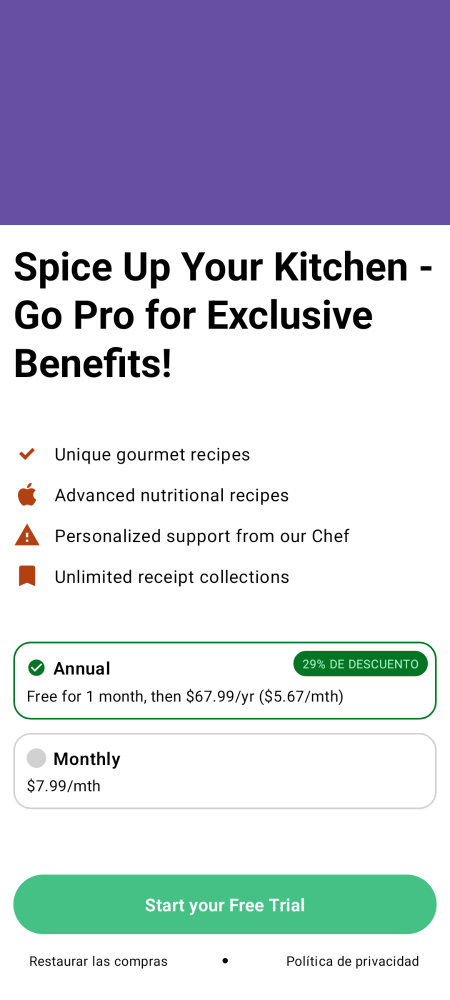 Spice Up Your Kitchen -
Go Pro for Exclusive
Benefits!
Unique gourmet recipes
Advanced nutritional recipes
Personalized support from our Chef
Unlimited receipt collections
Annual
29% DE DESCUENTO
Free for 1 month, then $67.99/yr ($5.67/mth)
Monthly
$7.99/mth
Start your Free Trial
Restaurar las compras • Política de privacidad